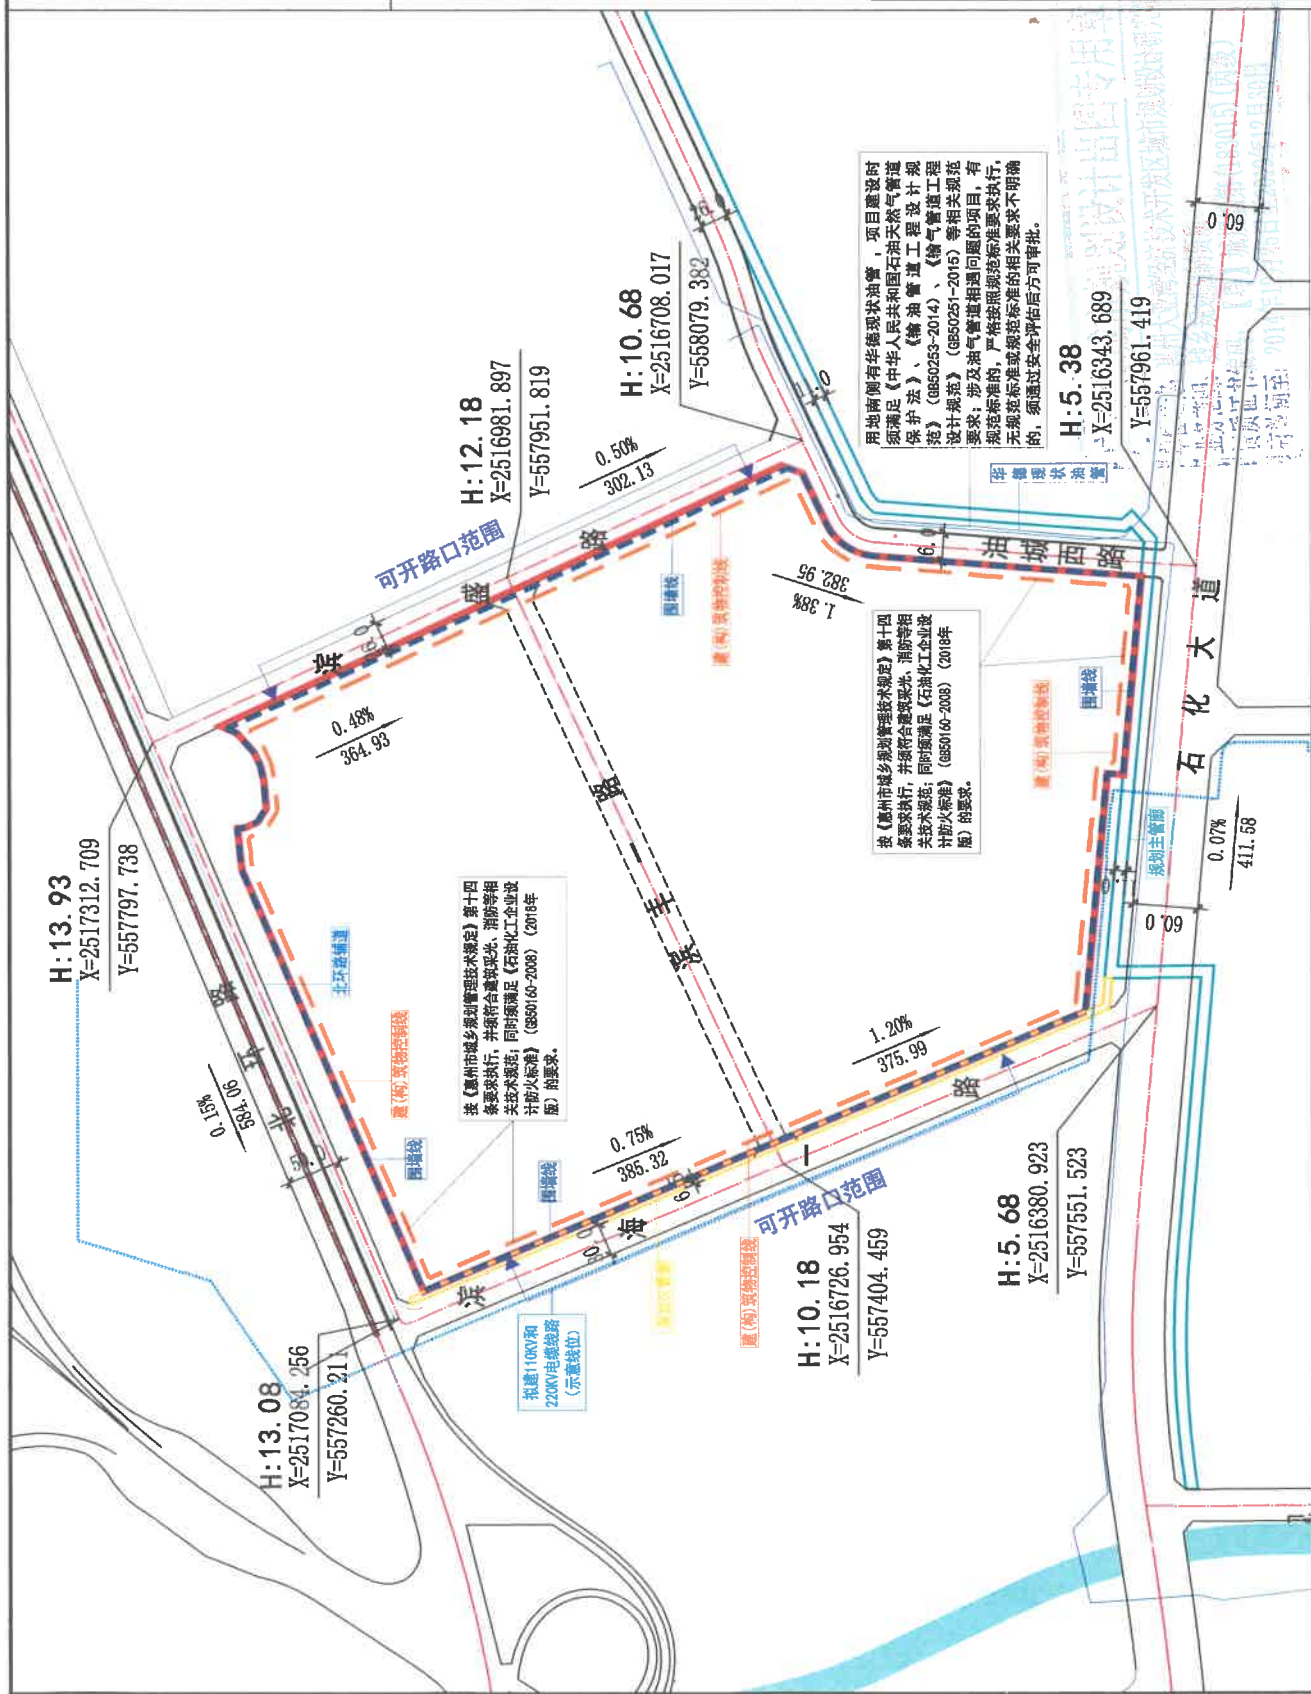 H:13.93
X=2517312.709
Y=557797.738
H:12.18
X=2516981.897
Y=557951.819
H:10.68
X=2516708.017
Y=558079.382
H:5.38
X=2516343.689
Y=557961.419
H:13.08
X=2517084.256
Y=557260.211
H:10.18
X=2516726.954
Y=557404.459
H:5.68
X=2516380.923
Y=557551.523
用地南侧有华德现状油管，项目建设时
须满足《中华人民共和国石油天然气管道
保护法》、《输油管道工程设计规
范》（GB50253-2014）、《输气管道工程
设计规范》（GB50251-2015）等相关规范
要求；涉及油气管道相遇问题的项目，有
规范标准的，严格按照规范标准要求执行，
无规范标准或规范标准的相关要求不明确
的，须通过安全评估后方可审批。
华德现状油管
按《惠州市城乡规划管理技术规定》第十四
条要求执行，并须符合建筑采光、消防等相
关技术规范；同时须满足《石油化工企业设
计防火标准》（GB50160-2008）（2018年
版）的要求。
按《惠州市城乡规划管理技术规定》第十四
条要求执行，并须符合建筑采光、消防等相
关技术规范；同时须满足《石油化工企业设
计防火标准》（GB50160-2008）（2018年
版）的要求。
可开路口范围
可开路口范围
北环路
北环路辅道
滨盛路
滨丰一路
滨海一路
油城西路
石化大道
围墙线
围墙线
围墙线
围墙线
建(构)筑物控制线
建(构)筑物控制线
建(构)筑物控制线
建(构)筑物控制线
规划主管廊
拟建110KV和
220KV电缆线路
（示意线位）
0.15%
584.06
0.48%
364.93
0.50%
302.13
1.38%
382.95
0.75%
385.32
1.20%
375.99
0.07%
411.58
60.0
60.0
6.0